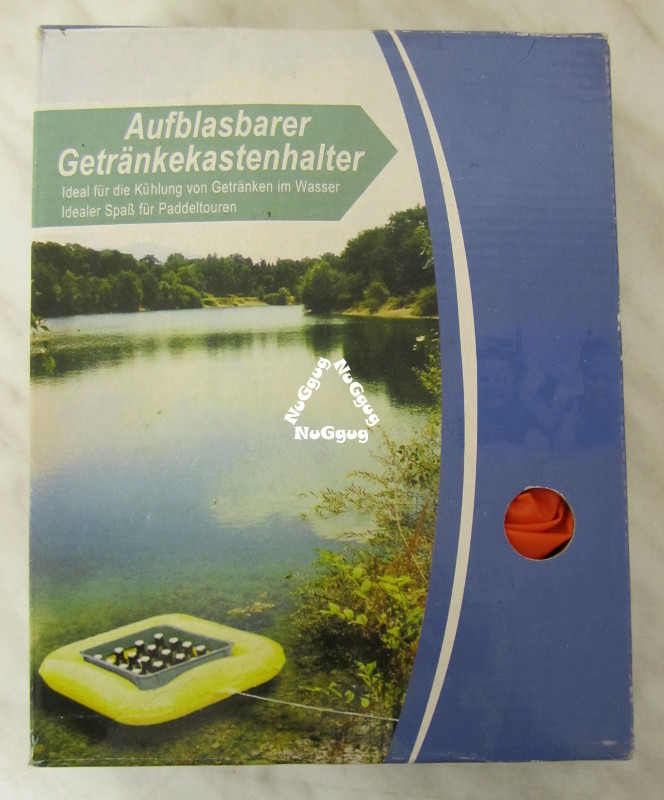 Aufblasbarer
Getränkekastenhalter
Ideal für die Kühlung von Getränken im Wasser
Idealer Spaß für Paddeltouren
NuGgug
NuGgug
NuGgug